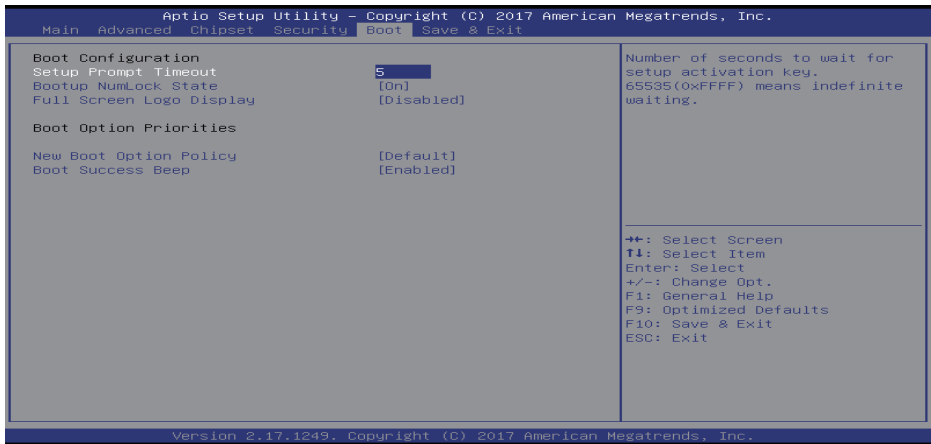 Aptio Setup Utility – Copyright (C) 2017 American Megatrends, Inc.
Main Advanced Chipset Security Boot Save & Exit
Boot Configuration
Setup Prompt Timeout 5
Bootup NumLock State [On]
Full Screen Logo Display [Disabled]
Boot Option Priorities
New Boot Option Policy [Default]
Boot Success Beep [Enabled]
Number of seconds to wait for
setup activation key.
65535(0xFFFF) means indefinite
waiting.
→←: Select Screen
↑↓: Select Item
Enter: Select
+/-: Change Opt.
F1: General Help
F9: Optimized Defaults
F10: Save & Exit
ESC: Exit
Version 2.17.1249. Copyright (C) 2017 American Megatrends, Inc.